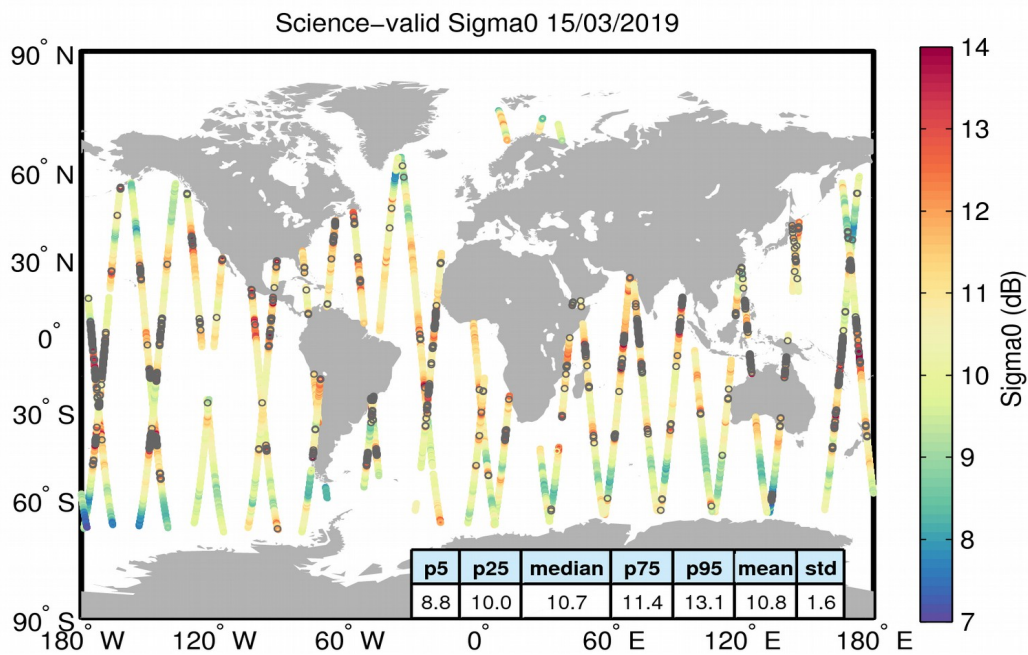 Science−valid Sigma0 15/03/2019
90° N
60° N
30° N
0°
30° S
60° S
90° S
180° W
120° W
60° W
0°
60° E
120° E
180° E
14
13
12
11
10
9
8
7
Sigma0 (dB)
p5 p25 median p75 p95 mean std
8.8 10.0 10.7 11.4 13.1 10.8 1.6